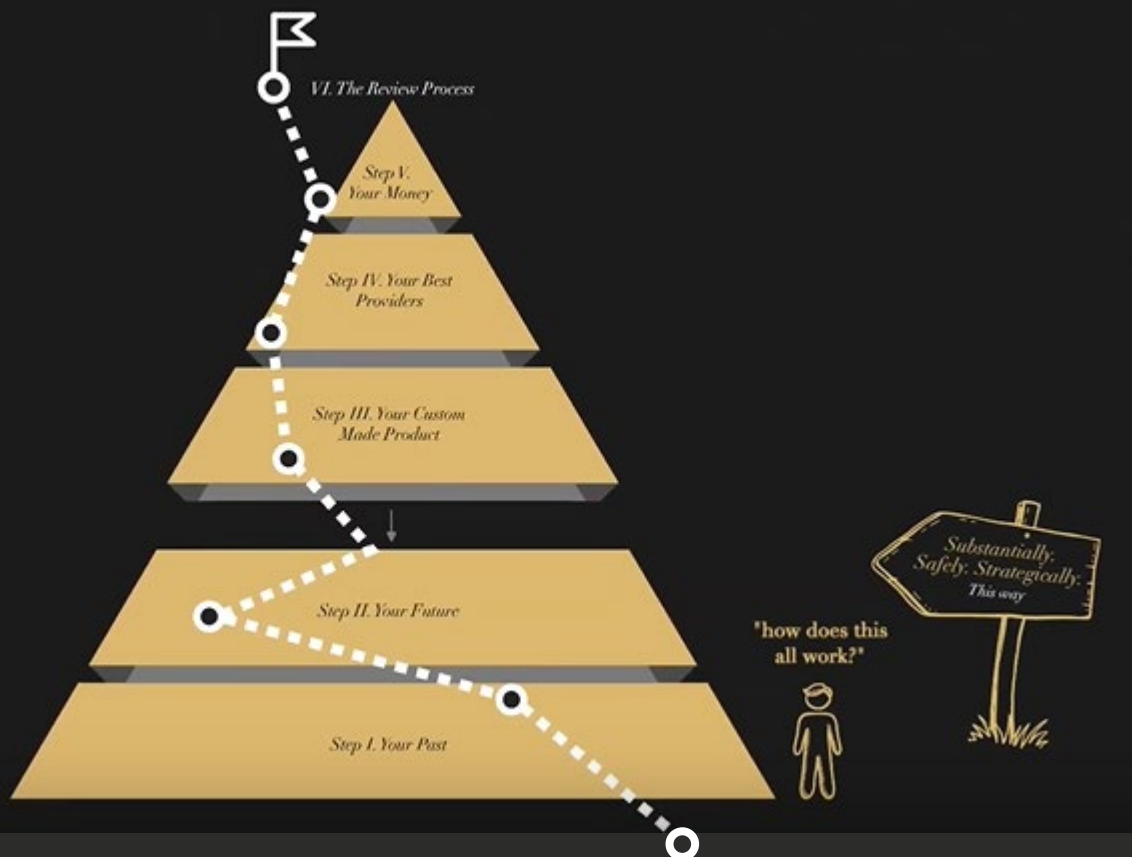 VI. The Review Process
Step V.
Your Money
Step IV. Your Best
Providers
Step III. Your Custom
Made Product
Step II. Your Future
Step I. Your Past
"how does this
all work?"
Substantially.
Safely. Strategically.
This way